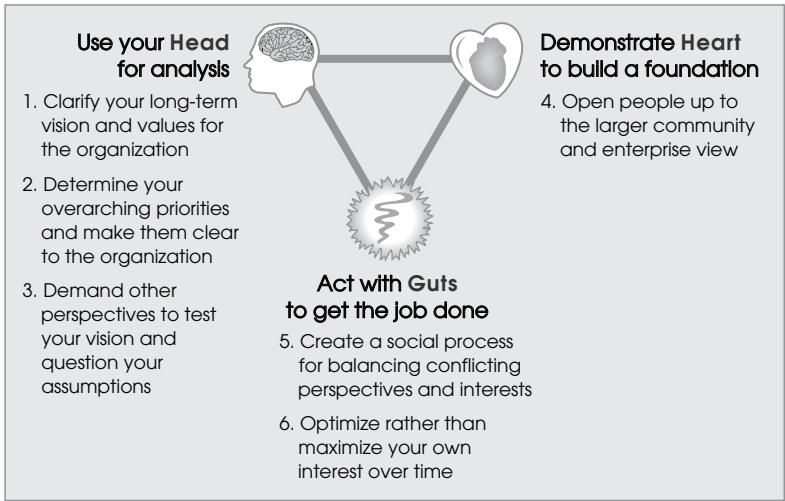 Use your Head
for analysis
1. Clarify your long-term
vision and values for
the organization
2. Determine your
overarching priorities
and make them clear
to the organization
3. Demand other
perspectives to test
your vision and
question your
assumptions
Demonstrate Heart
to build a foundation
4. Open people up to
the larger community
and enterprise view
Act with Guts
to get the job done
5. Create a social process
for balancing conflicting
perspectives and interests
6. Optimize rather than
maximize your own
interest over time